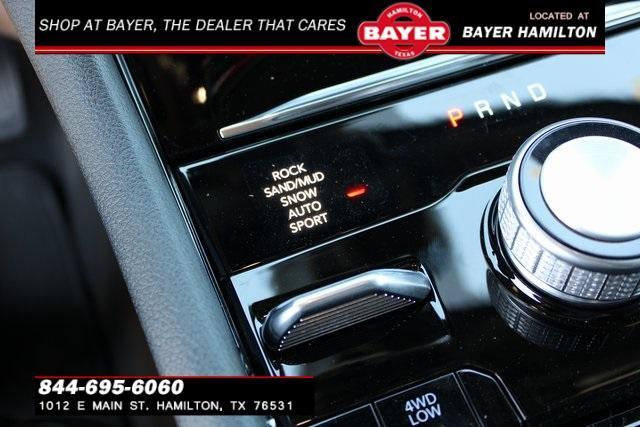 SHOP AT BAYER, THE DEALER THAT CARES
HAMILTON
BAYER
TEXAS
LOCATED AT
BAYER HAMILTON
P R N D
ROCK
SAND/MUD
SNOW
AUTO
SPORT
4WD
LOW
844-695-6060
1012 E MAIN ST. HAMILTON, TX 76531